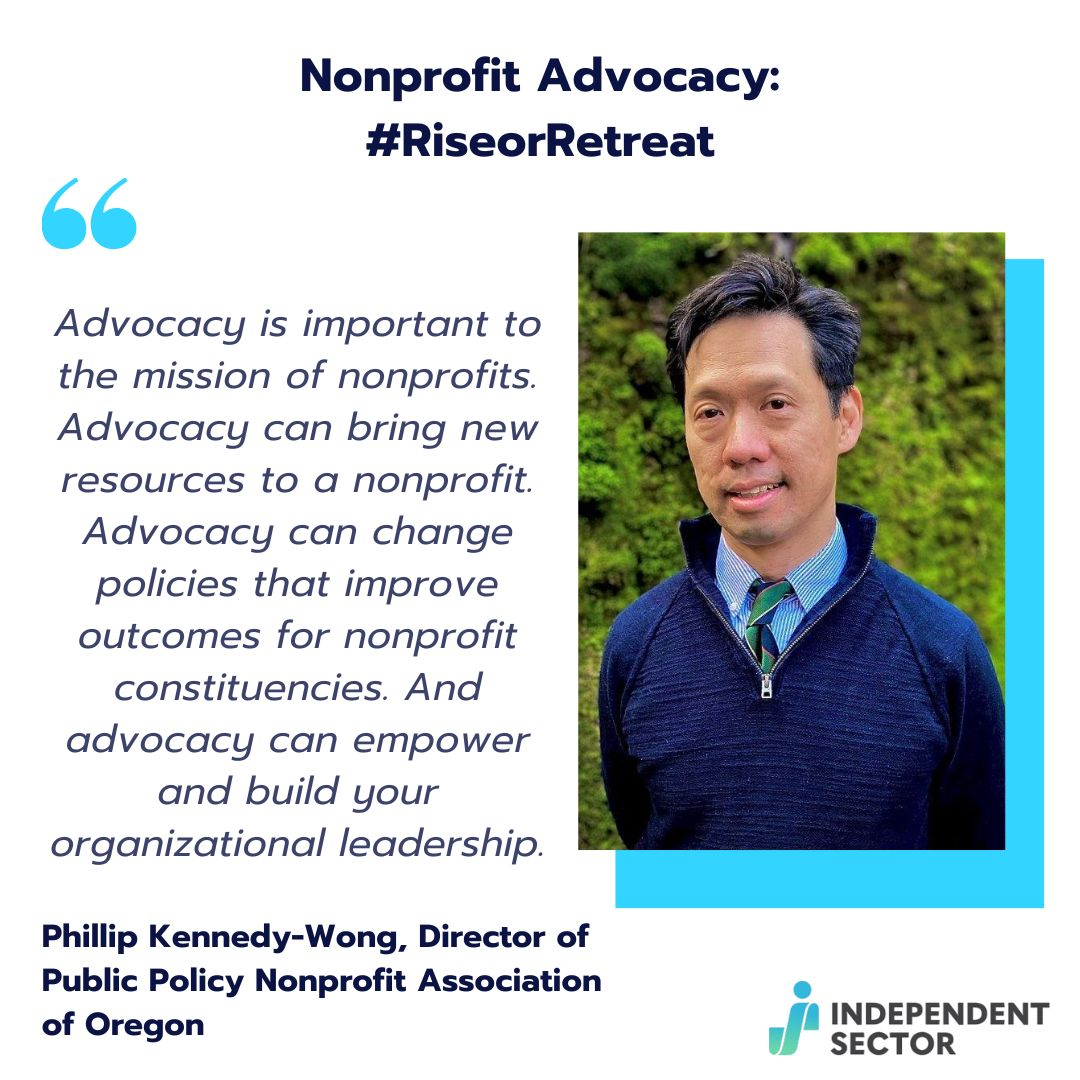 Nonprofit Advocacy:
#RiseorRetreat
Advocacy is important to
the mission of nonprofits.
Advocacy can bring new
resources to a nonprofit.
Advocacy can change
policies that improve
outcomes for nonprofit
constituencies. And
advocacy can empower
and build your
organizational leadership.
Phillip Kennedy-Wong, Director of
Public Policy Nonprofit Association
of Oregon
INDEPENDENT
SECTOR